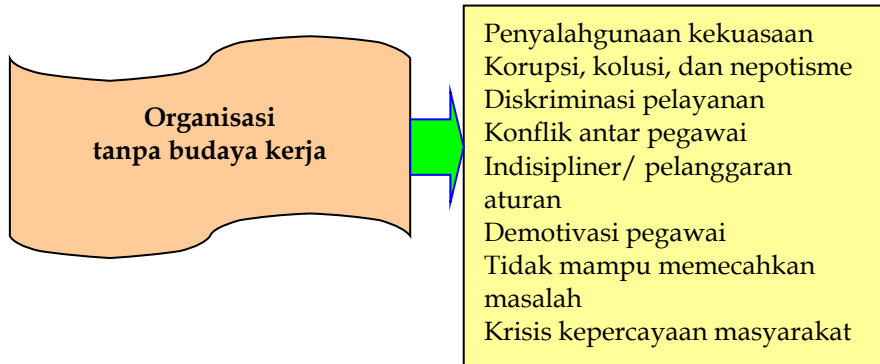 Organisasi
tanpa budaya kerja
Penyalahgunaan kekuasaan
Korupsi, kolusi, dan nepotisme
Diskriminasi pelayanan
Konflik antar pegawai
Indisipliner/ pelanggaran
aturan
Demotivasi pegawai
Tidak mampu memecahkan
masalah
Krisis kepercayaan masyarakat